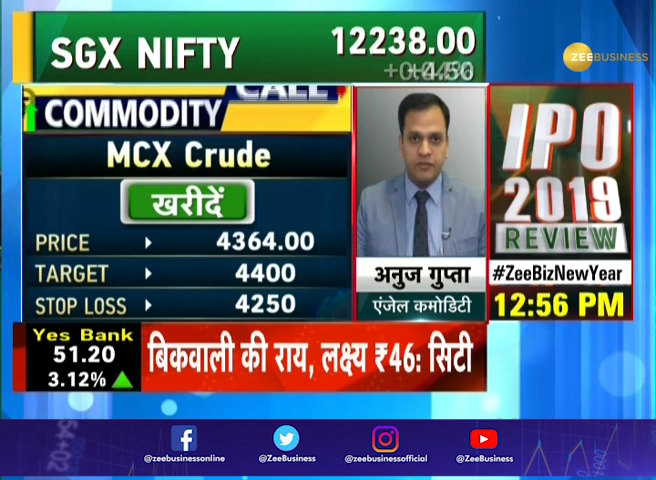 SGX NIFTY
12238.00
ZEEBUSINESS
CALL
COMMODITY
MCX Crude
खरीदें
PRICE 4364.00
TARGET 4400
STOP LOSS 4250
अनुज गुप्ता
एंजेल कमोडिटी
IPO
2019
REVIEW
#ZeeBizNewYear
12:56 PM
Yes Bank
51.20
3.12%
बिकवाली की राय, लक्ष्य ₹46: सिटी
@zeebusinessonline
@ZeeBusiness
@zeebusinessofficial
@ZeeBusiness